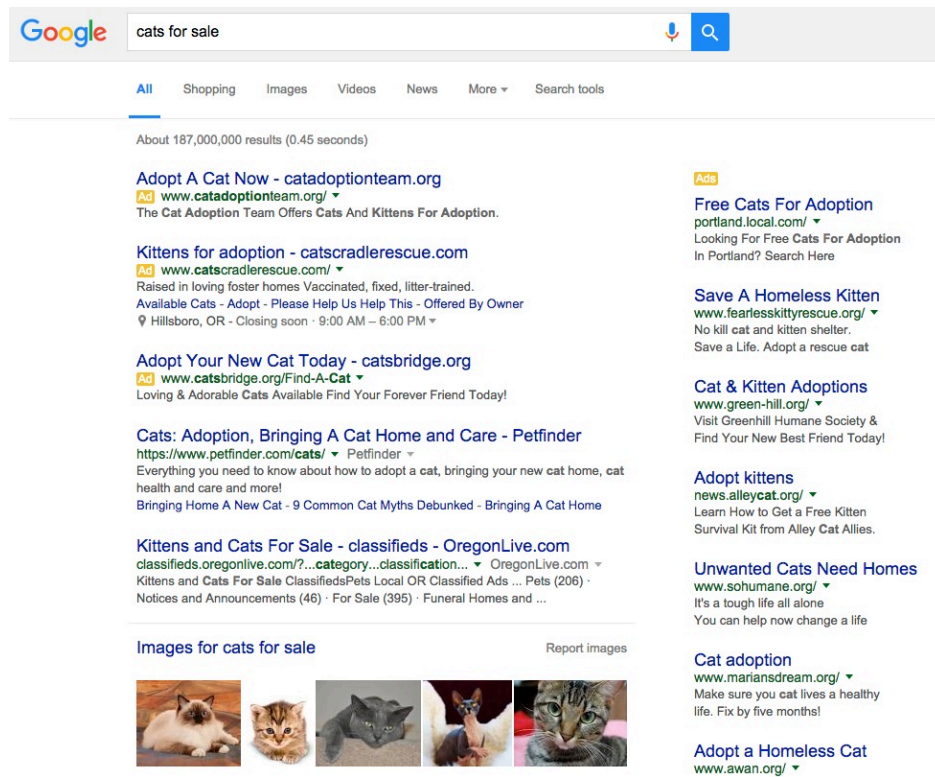 Google
cats for sale
All Shopping Images Videos News More Search tools
About 187,000,000 results (0.45 seconds)
Adopt A Cat Now - catadoptionteam.org
Ad www.catadoptionteam.org/
The Cat Adoption Team Offers Cats And Kittens For Adoption.
Kittens for adoption - catscradlerescue.com
Ad www.catscradlerescue.com/
Raised in loving foster homes Vaccinated, fixed, litter-trained.
Available Cats - Adopt - Please Help Us Help This - Offered By Owner
Hillsboro, OR - Closing soon · 9:00 AM – 6:00 PM
Adopt Your New Cat Today - catsbridge.org
Ad www.catsbridge.org/Find-A-Cat
Loving & Adorable Cats Available Find Your Forever Friend Today!
Cats: Adoption, Bringing A Cat Home and Care - Petfinder
https://www.petfinder.com/cats/ Petfinder
Everything you need to know about how to adopt a cat, bringing your new cat home, cat
health and care and more!
Bringing Home A New Cat - 9 Common Cat Myths Debunked - Bringing A Cat Home
Kittens and Cats For Sale - classifieds - OregonLive.com
classifieds.oregonlive.com/?...category...classification... OregonLive.com
Kittens and Cats For Sale ClassifiedsPets Local OR Classified Ads ... Pets (206) ·
Notices and Announcements (46) · For Sale (395) · Funeral Homes and ...
Images for cats for sale
Report images
Ads
Free Cats For Adoption
portland.local.com/
Looking For Free Cats For Adoption
In Portland? Search Here
Save A Homeless Kitten
www.fearlesskittyrescue.org/
No kill cat and kitten shelter.
Save a Life. Adopt a rescue cat
Cat & Kitten Adoptions
www.green-hill.org/
Visit Greenhill Humane Society &
Find Your New Best Friend Today!
Adopt kittens
news.alleycat.org/
Learn How to Get a Free Kitten
Survival Kit from Alley Cat Allies.
Unwanted Cats Need Homes
www.sohumane.org/
It's a tough life all alone
You can help now change a life
Cat adoption
www.mariansdream.org/
Make sure you cat lives a healthy
life. Fix by five months!
Adopt a Homeless Cat
www.awan.org/